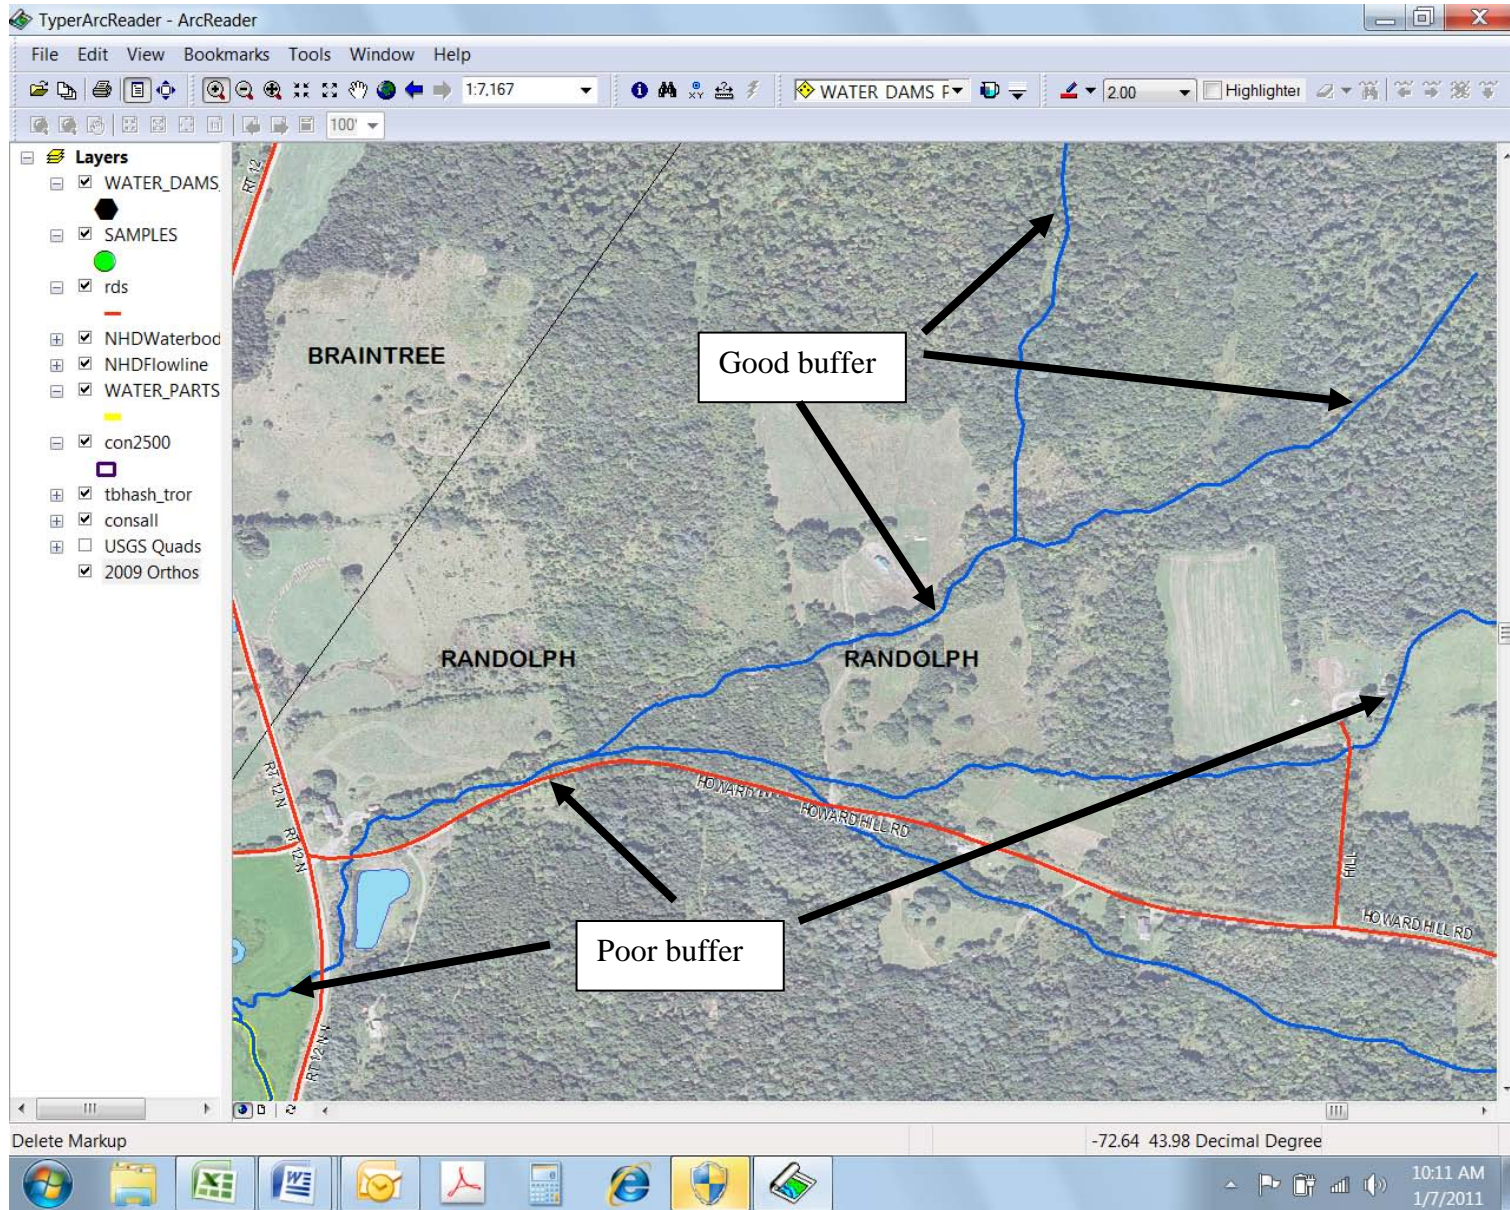 TyperArcReader - ArcReader
File Edit View Bookmarks Tools Window Help
1:7,167
WATER DAMS
2.00
Highlighter
100
Layers
WATER_DAMS_
SAMPLES
rds
NHDWaterbod
NHDFlowline
WATER_PARTS
con2500
tbhash_tror
consall
USGS Quads
2009 Orthos
RT 12
BRAINTREE
Good buffer
RANDOLPH
RANDOLPH
RT 12 N
RT 12 N
HOWARD
HOWARD HILL RD
HILL
HOWARD HILL RD
Poor buffer
RT 12 N
Delete Markup
-72.64 43.98 Decimal Degree
10:11 AM
1/7/2011